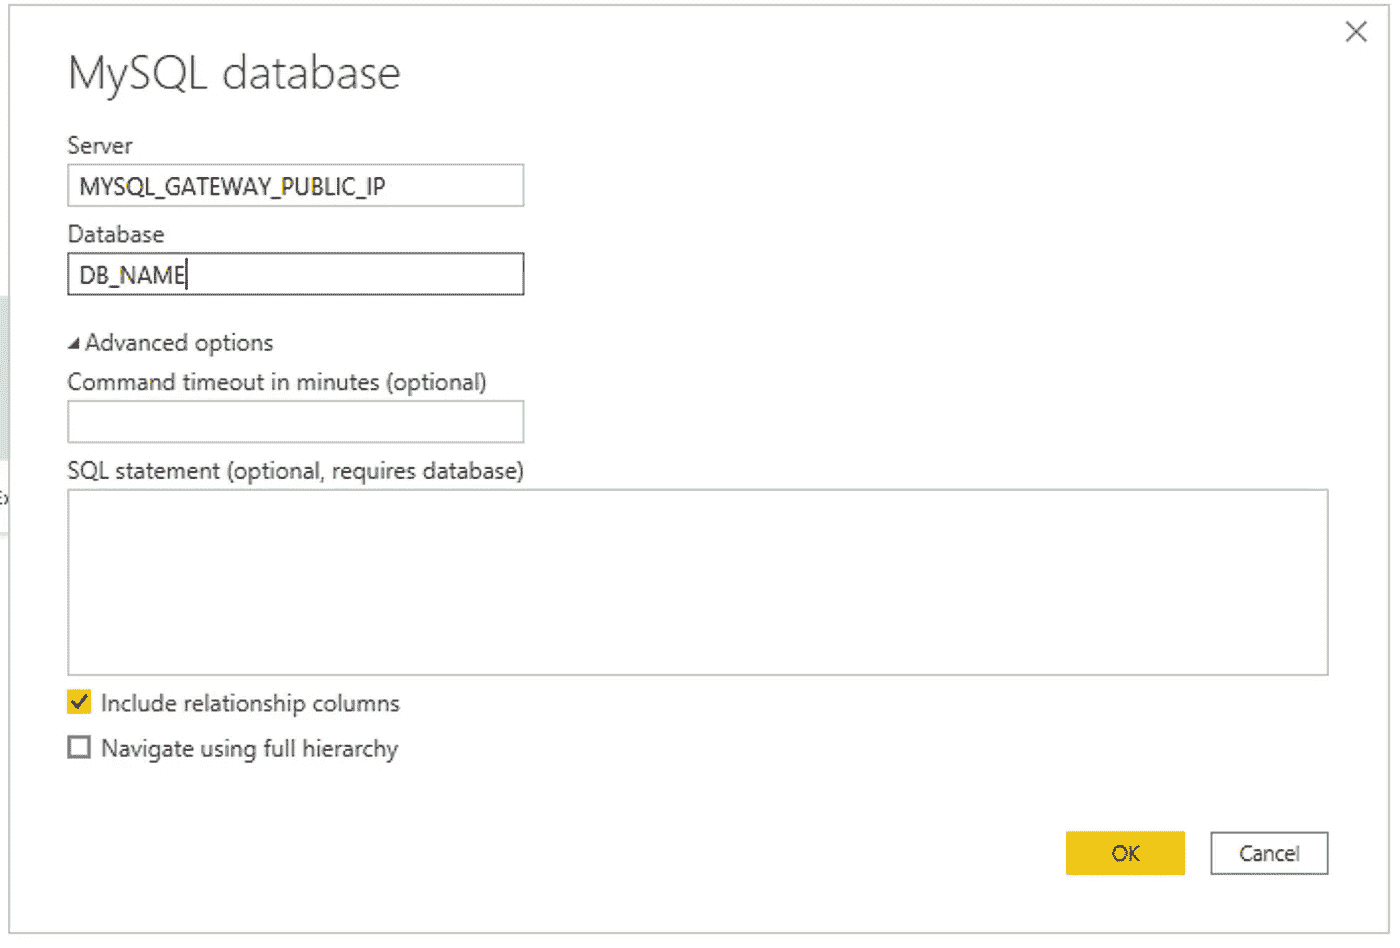 MySQL database
Server
MYSQL_GATEWAY_PUBLIC_IP
Database
DB_NAME
Advanced options
Command timeout in minutes (optional)
SQL statement (optional, requires database)
Include relationship columns
Navigate using full hierarchy
OK Cancel